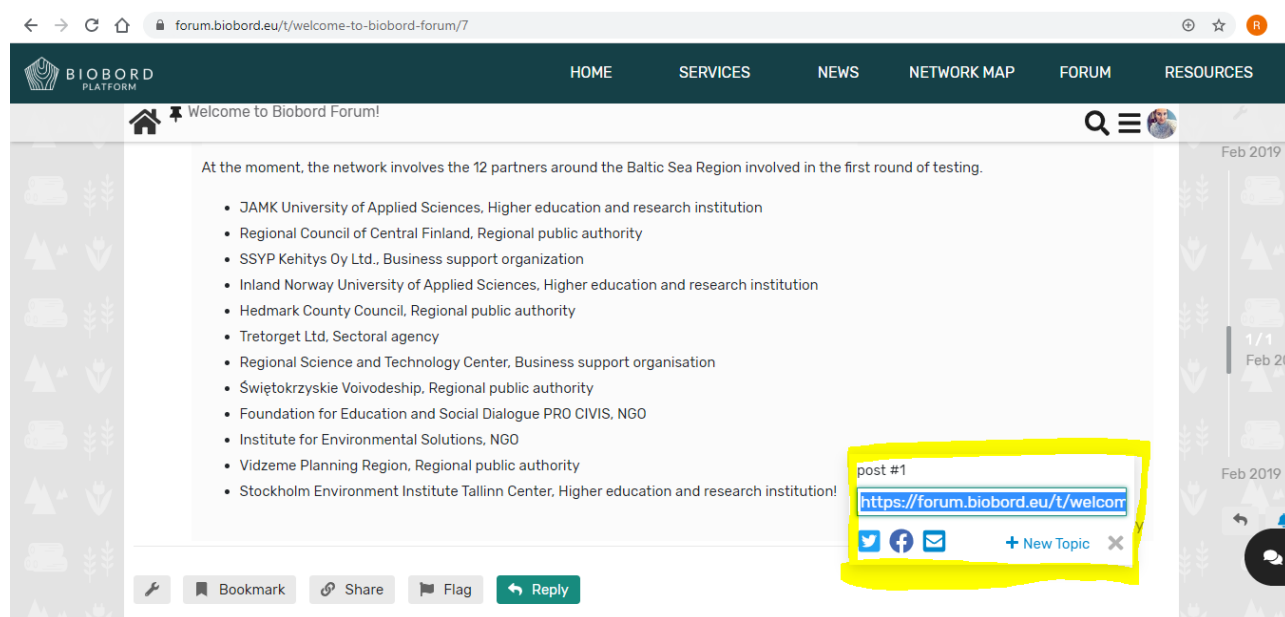 forum.biobord.eu/t/welcome-to-biobord-forum/7
R
BIOBORD
PLATFORM
HOME SERVICES NEWS NETWORK MAP FORUM RESOURCES
Welcome to Biobord Forum!
Feb 2019
At the moment, the network involves the 12 partners around the Baltic Sea Region involved in the first round of testing.
• JAMK University of Applied Sciences, Higher education and research institution
• Regional Council of Central Finland, Regional public authority
• SSYP Kehitys Oy Ltd., Business support organization
• Inland Norway University of Applied Sciences, Higher education and research institution
• Hedmark County Council, Regional public authority
• Tretorget Ltd, Sectoral agency
• Regional Science and Technology Center, Business support organisation
• Świętokrzyskie Voivodeship, Regional public authority
• Foundation for Education and Social Dialogue PRO CIVIS, NGO
• Institute for Environmental Solutions, NGO
• Vidzeme Planning Region, Regional public authority
• Stockholm Environment Institute Tallinn Center, Higher education and research institution!
1/1
Feb 20
post #1
https://forum.biobord.eu/t/welcom
y
+ New Topic
Feb 2019
Bookmark Share Flag Reply